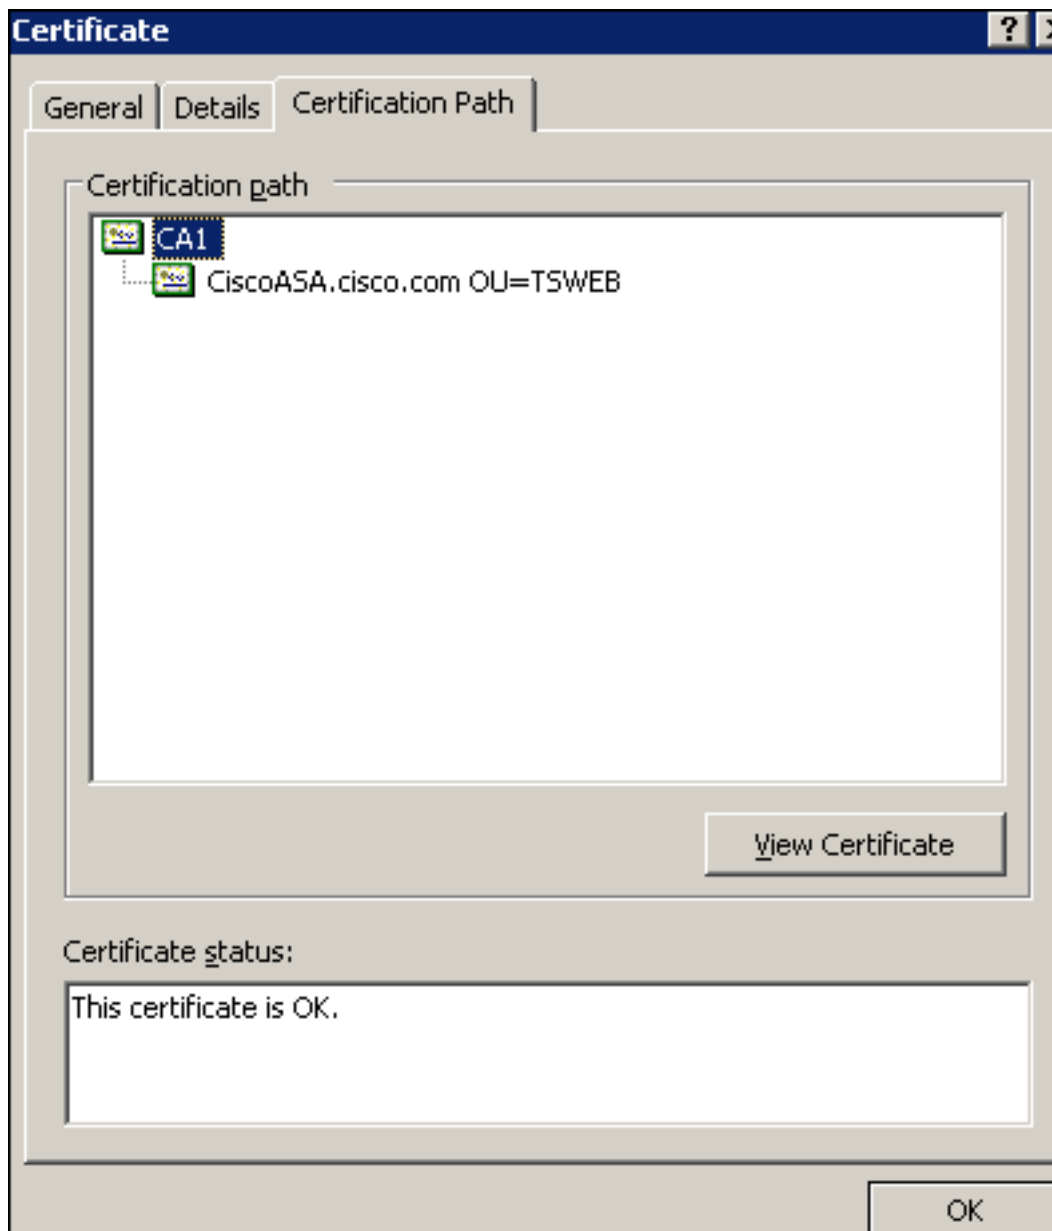 Certificate
General Details Certification Path
Certification path
CA1
CiscoASA.cisco.com OU=TSWEB
View Certificate
Certificate status:
This certificate is OK.
OK